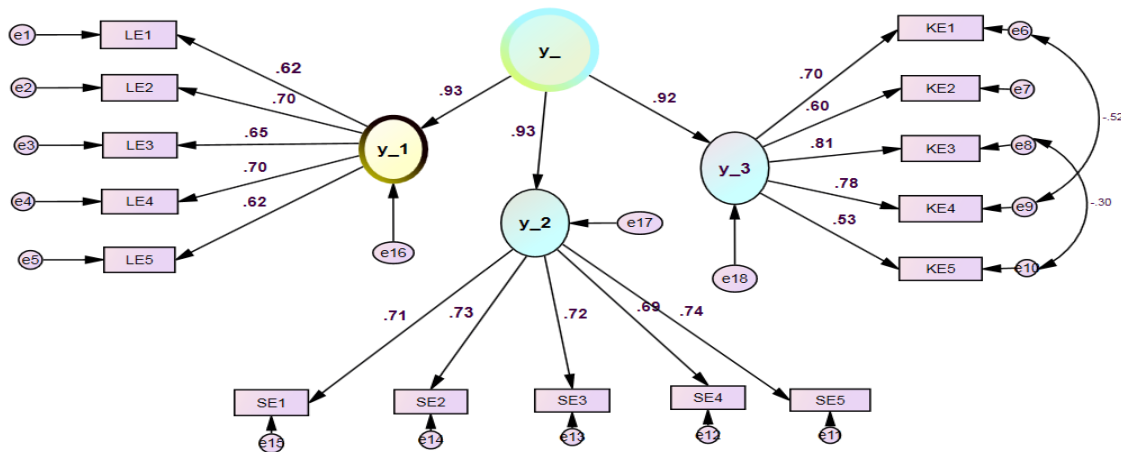 e1
LE1
.62
e2
LE2
.70
e3
LE3
.65
e4
LE4
.70
e5
LE5
.62
y_1
e16
y_
.93
.93
.92
y_2
e17
y_3
e18
KE1
e6
.70
KE2
e7
.60
KE3
e8
.81
KE4
e9
.78
KE5
e10
.53
-.52
-.30
.71
.73
.72
.69
.74
SE1
SE2
SE3
SE4
SE5
e15
e14
e13
e12
e11